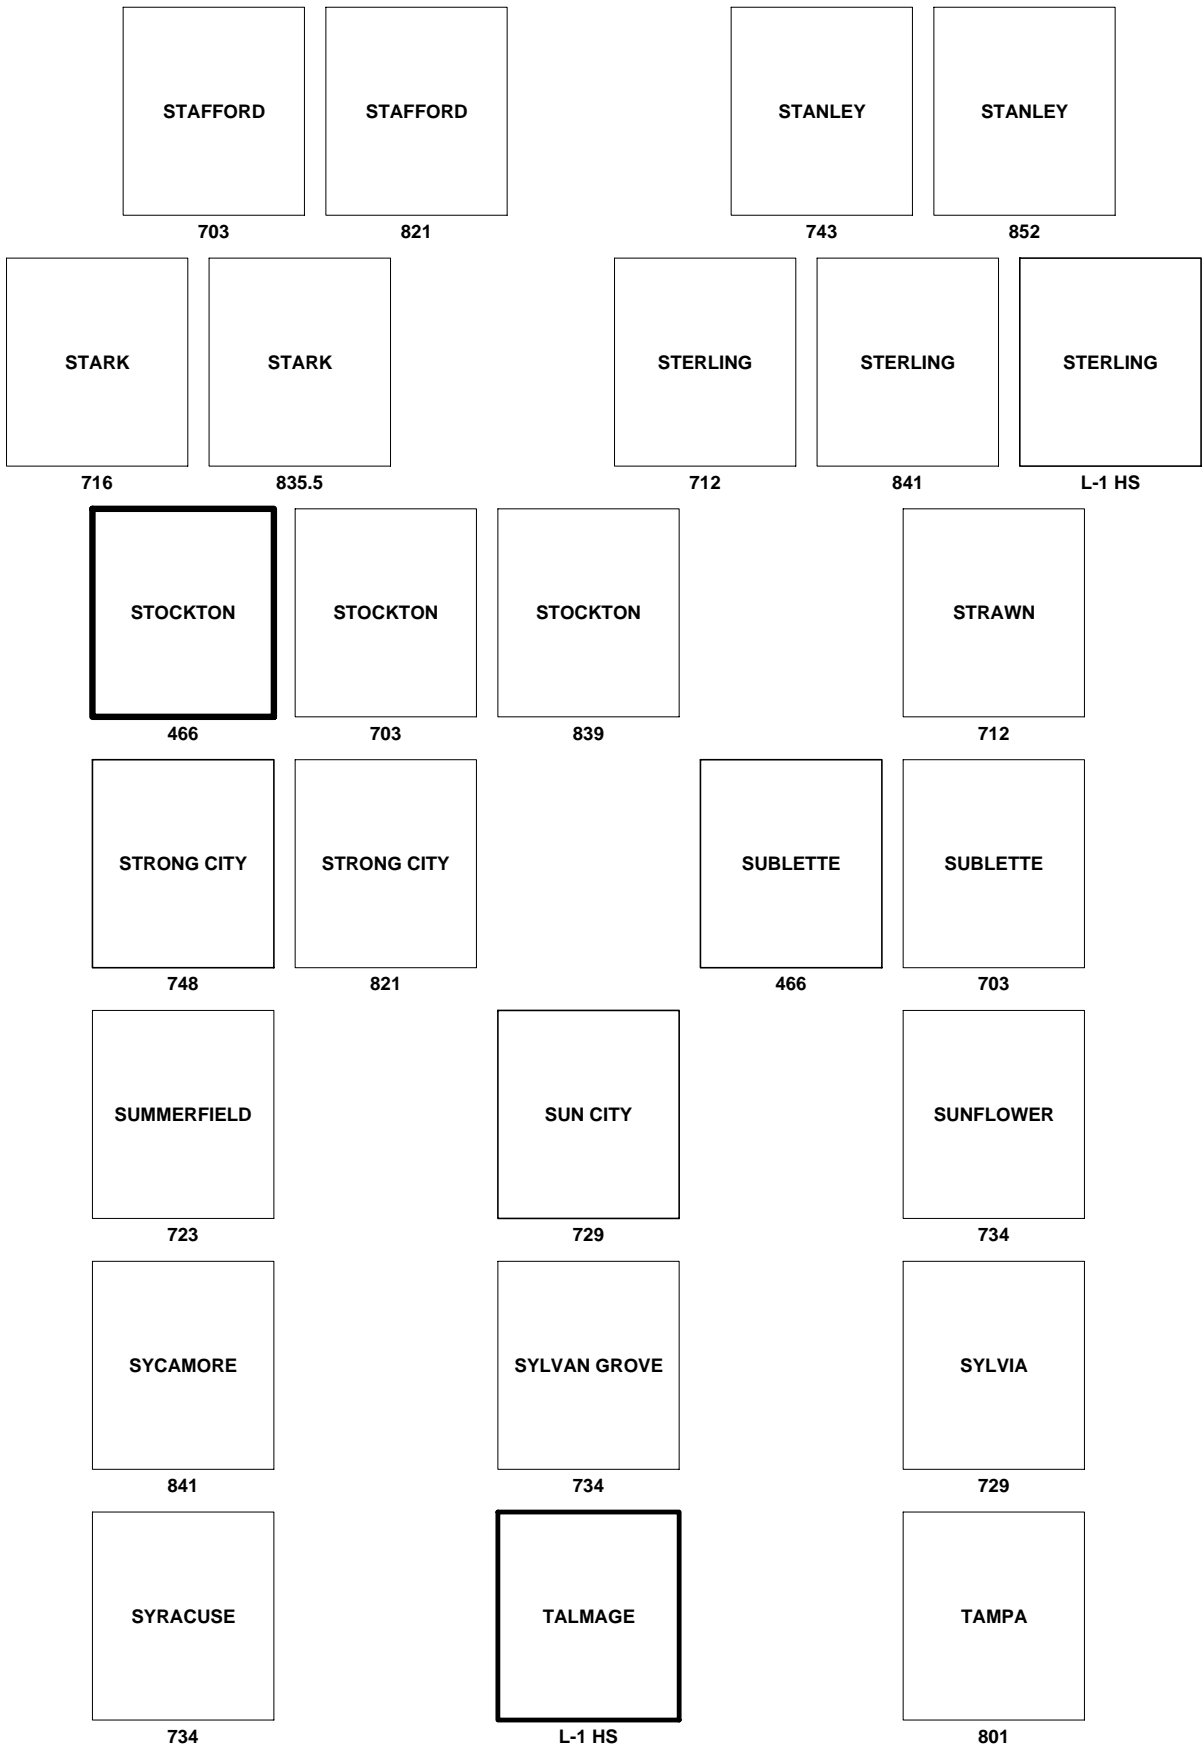 STAFFORD STAFFORD STANLEY STANLEY
703 821 743 852
STARK STARK STERLING STERLING STERLING
716 835.5 712 841 L-1 HS
STOCKTON STOCKTON STOCKTON STRAWN
466 703 839 712
STRONG CITY STRONG CITY SUBLETTE SUBLETTE
748 821 466 703
SUMMERFIELD SUN CITY SUNFLOWER
723 729 734
SYCAMORE SYLVAN GROVE SYLVIA
841 734 729
SYRACUSE TALMAGE TAMPA
734 L-1 HS 801